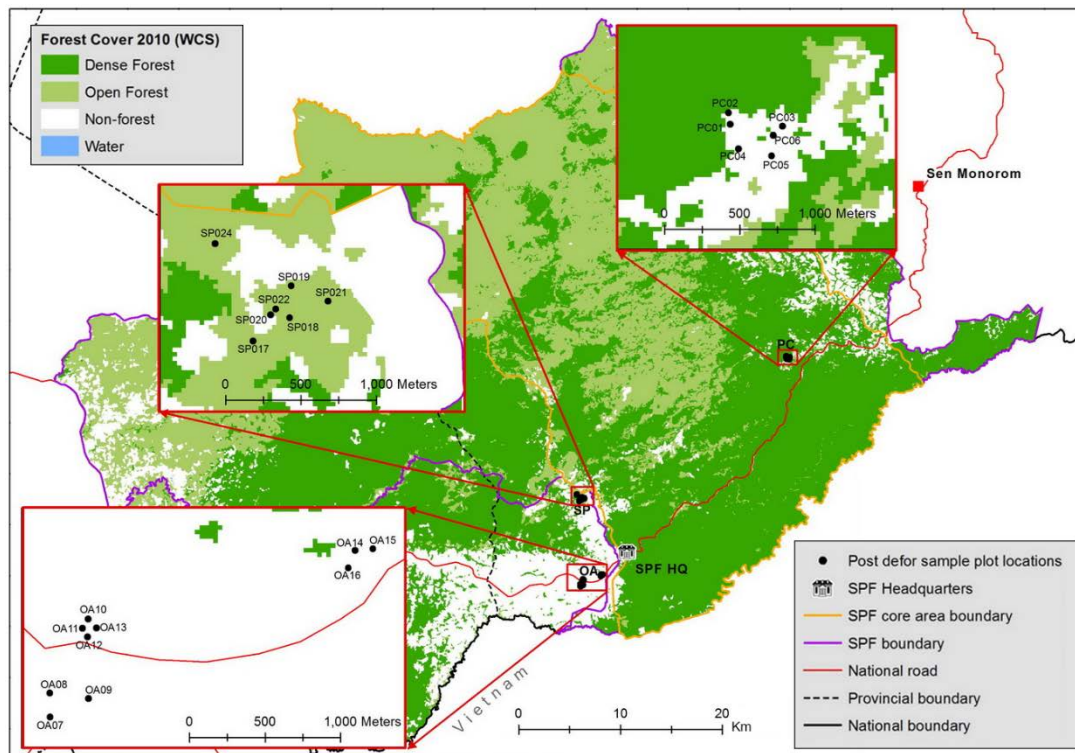 Forest Cover 2010 (WCS)
Dense Forest
Open Forest
Non-forest
Water
PC02
PC01
PC03
PC06
PC04
PC05
0 500 1,000 Meters
Sen Monorom
SP024
SP019
SP022
SP021
SP020
SP018
SP017
0 500 1,000 Meters
PC
SP
SPF HQ
OA
OA14
OA15
OA16
OA10
OA11
OA13
OA12
OA08
OA09
OA07
0 500 1,000 Meters
Vietnam
0 10 20
Km
Post defor sample plot locations
SPF Headquarters
SPF core area boundary
SPF boundary
National road
Provincial boundary
National boundary